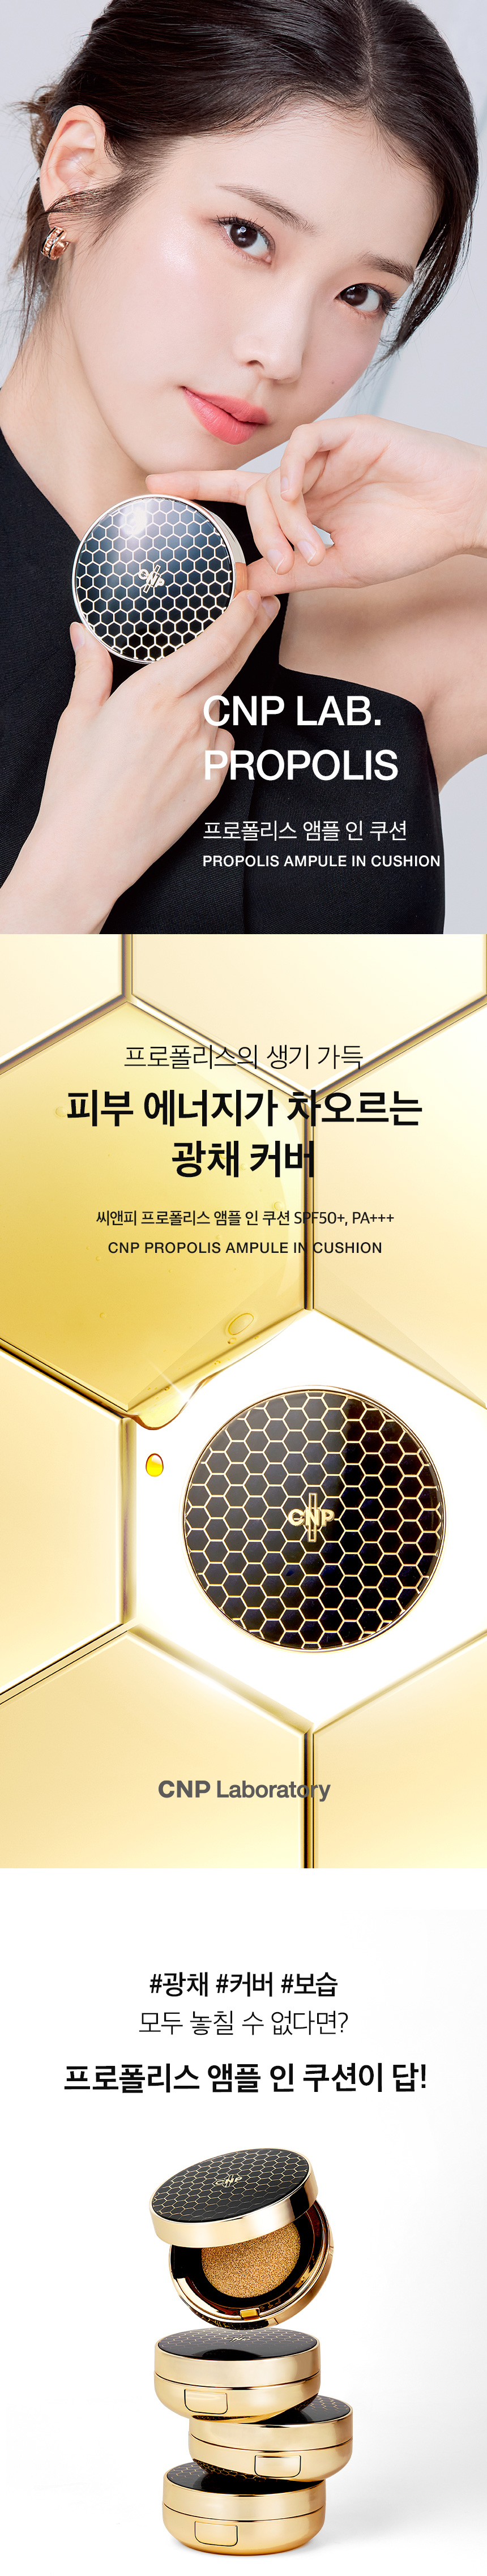 CNP
CNP LAB.
PROPOLIS
프로폴리스 앰플 인 쿠션
PROPOLIS AMPULE IN CUSHION
프로폴리스의 생기 가득
피부 에너지가 차오르는
광채 커버
씨앤피 프로폴리스 앰플 인 쿠션 SPF50+, PA+++
CNP PROPOLIS AMPULE IN CUSHION
CNP
CNP Laboratory
#광채 #커버 #보습
모두 놓칠 수 없다면?
프로폴리스 앰플 인 쿠션이 답!
CNP
CNP